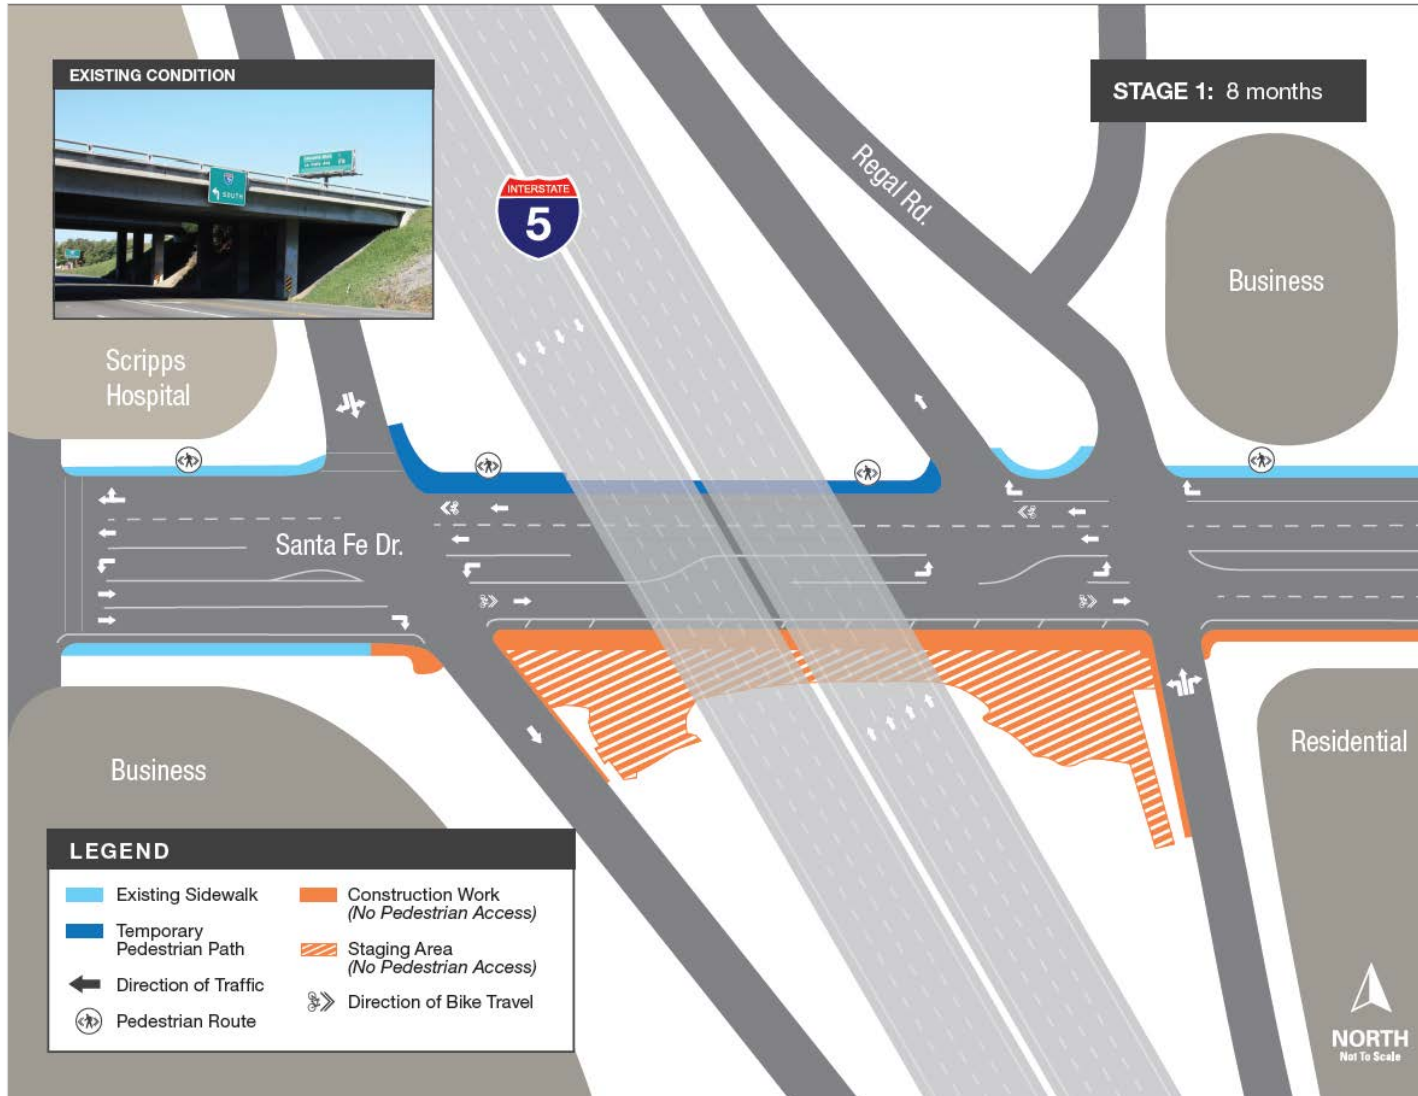 EXISTING CONDITION
SOUTH
STAGE 1: 8 months
INTERSTATE
5
Regal Rd.
Business
Scripps
Hospital
Santa Fe Dr.
Business
Residential
LEGEND
Existing Sidewalk
Temporary
Pedestrian Path
Direction of Traffic
Pedestrian Route
Construction Work
(No Pedestrian Access)
Staging Area
(No Pedestrian Access)
Direction of Bike Travel
NORTH
Not To Scale